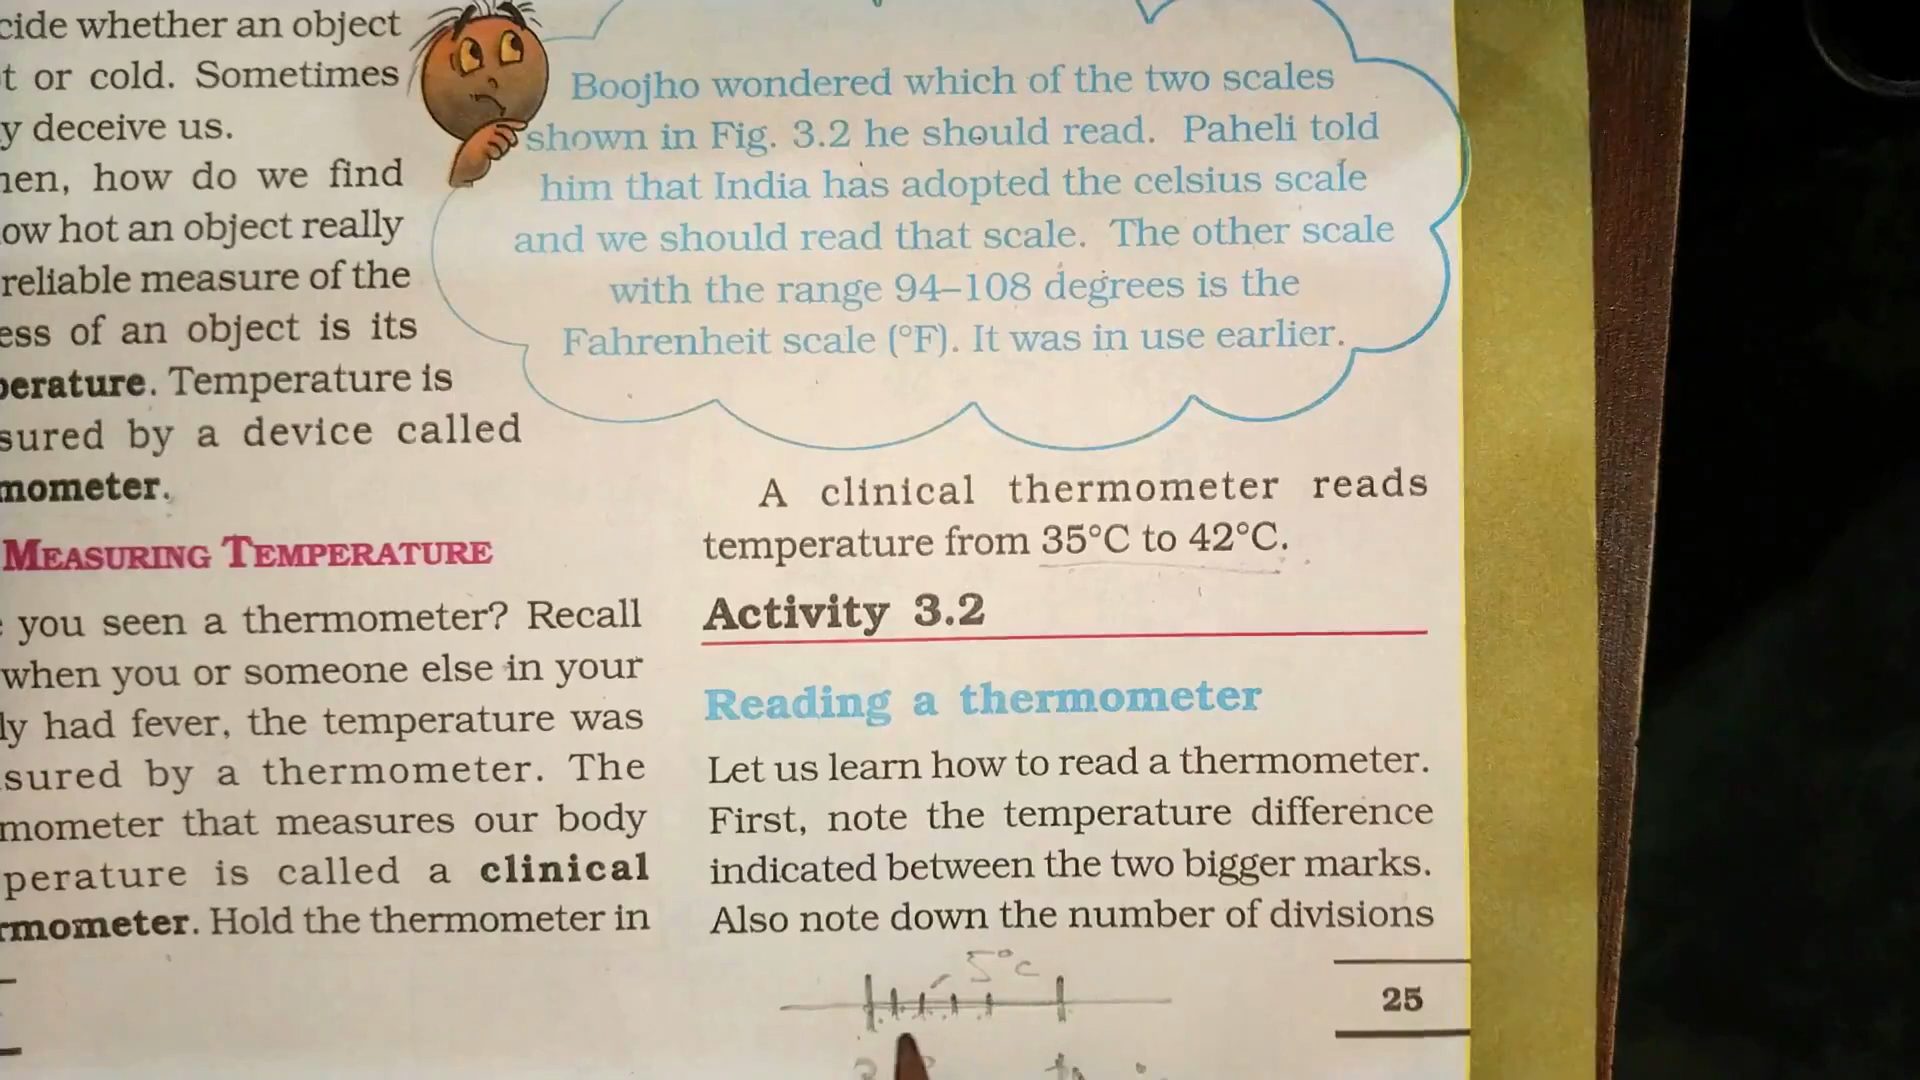 cide whether an object
t or cold. Sometimes
y deceive us.
en, how do we find
ow hot an object really
reliable measure of the
ess of an object is its
perature. Temperature is
sured by a device called
mometer.
MEASURING TEMPERATURE
you seen a thermometer? Recall
when you or someone else in your
ly had fever, the temperature was
sured by a thermometer. The
mometer that measures our body
perature is called a clinical
rmometer. Hold the thermometer in
Boojho wondered which of the two scales
shown in Fig. 3.2 he should read. Paheli told
him that India has adopted the celsius scale
and we should read that scale. The other scale
with the range 94–108 degrees is the
Fahrenheit scale (°F). It was in use earlier.
A clinical thermometer reads
temperature from 35°C to 42°C.
Activity 3.2
Reading a thermometer
Let us learn how to read a thermometer.
First, note the temperature difference
indicated between the two bigger marks.
Also note down the number of divisions
5°c
25